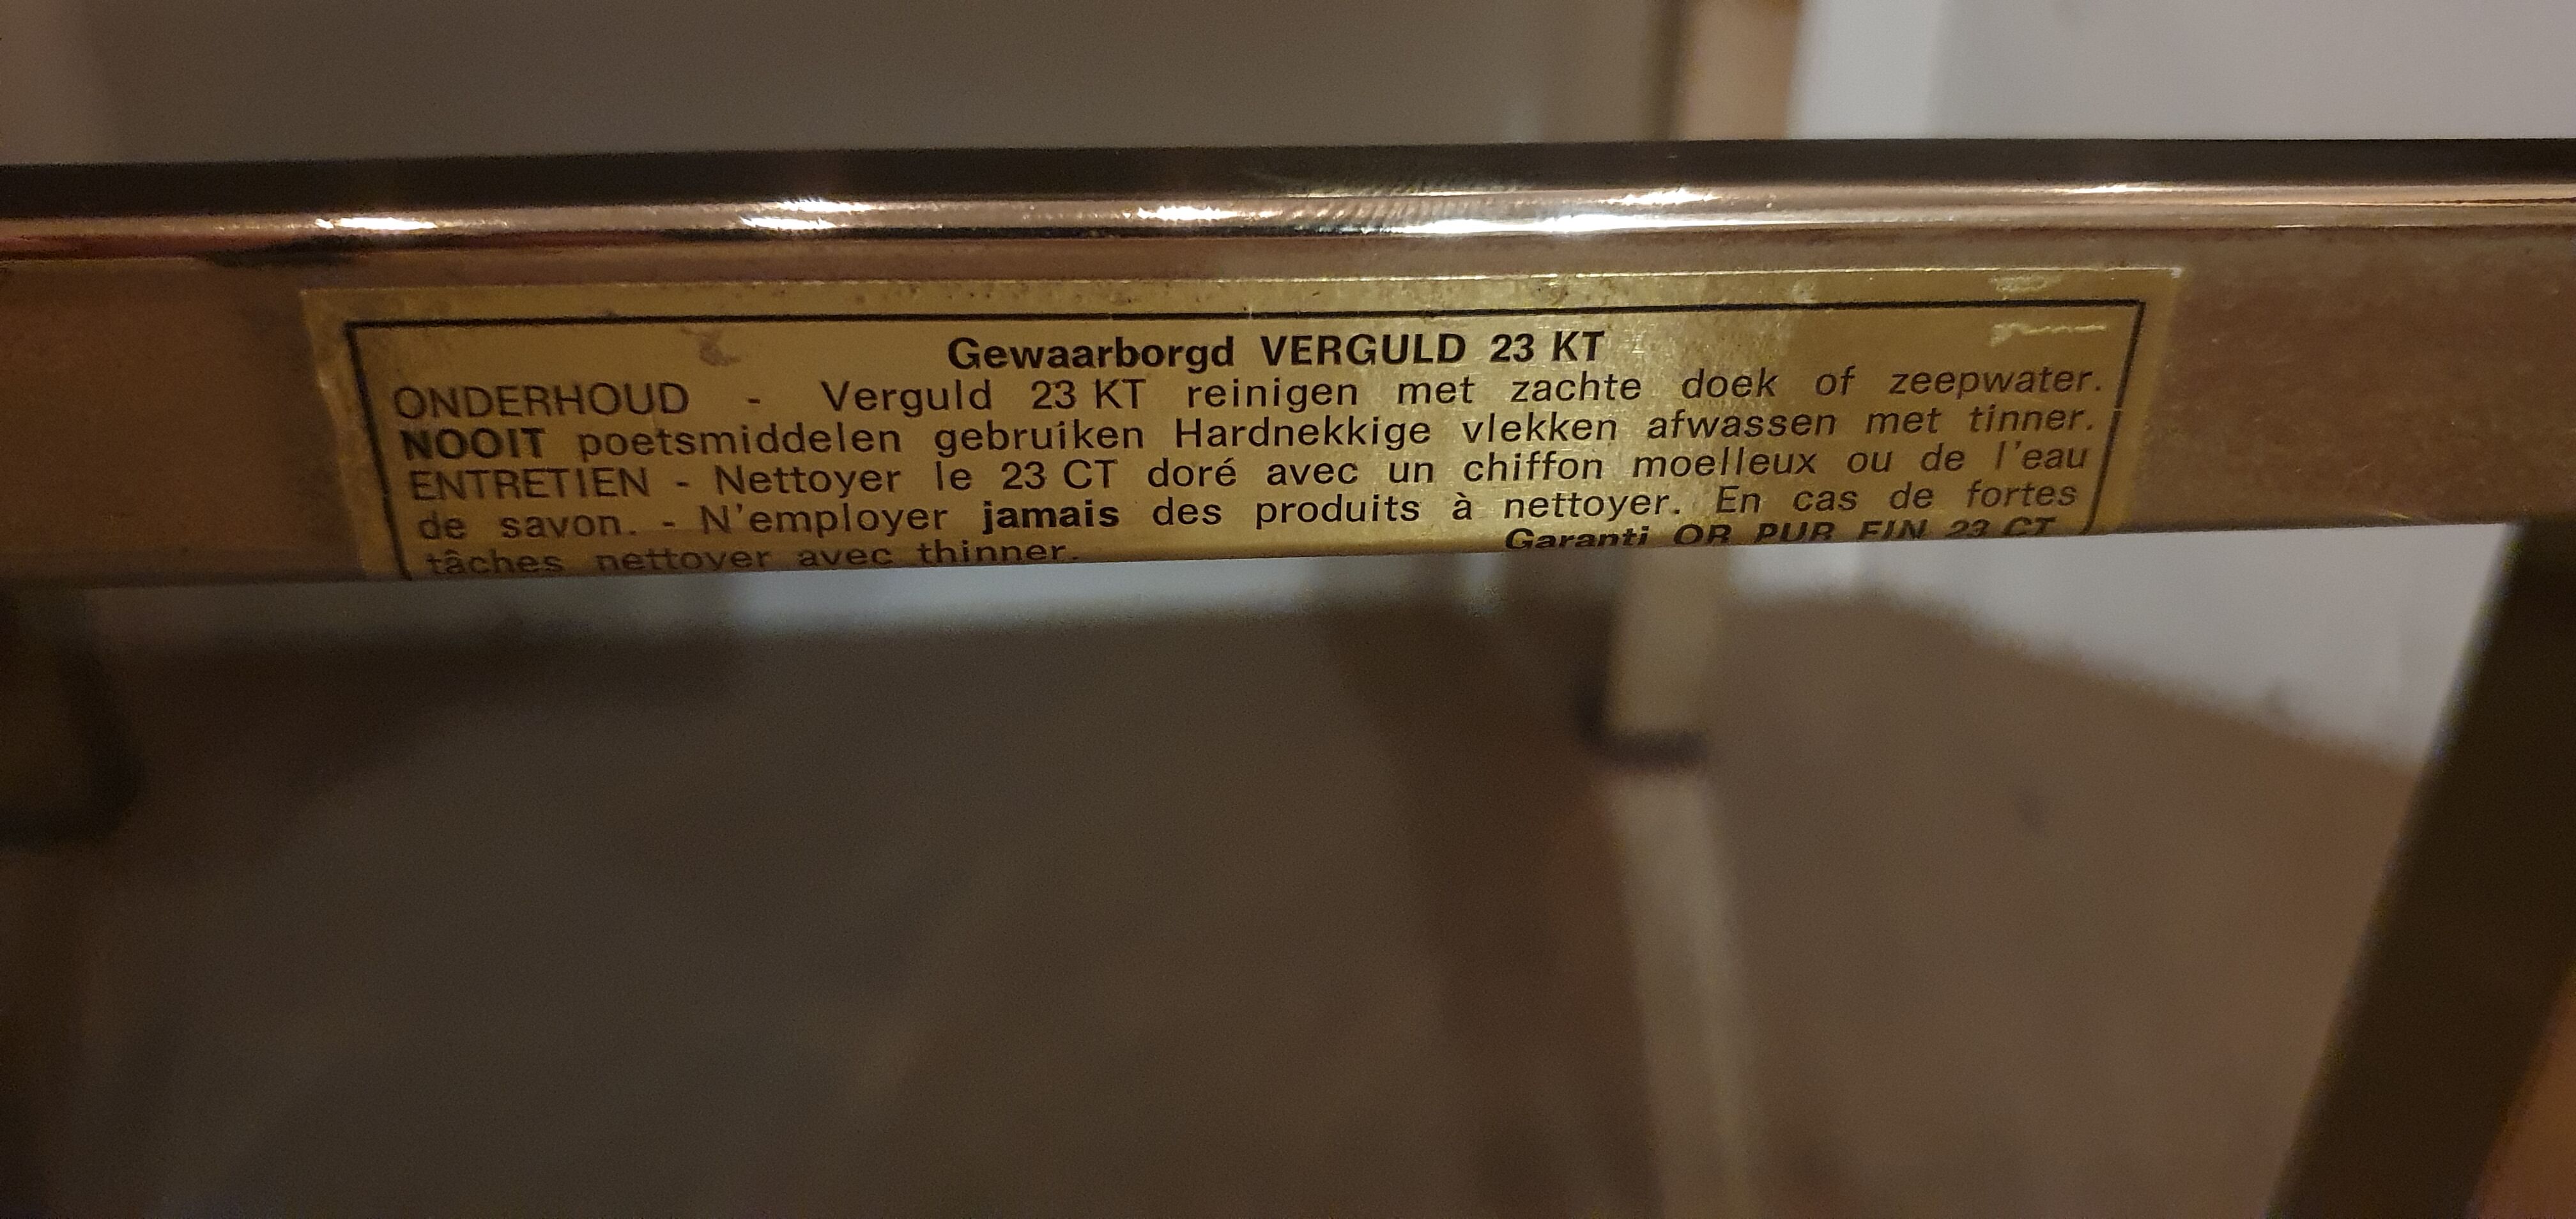 Gewaarborgd VERGULD 23 KT
ONDERHOUD - Verguld 23 KT reinigen met zachte doek of zeepwater.
NOOIT poetsmiddelen gebruiken Hardnekkige vlekken afwassen met tinner.
ENTRETIEN - Nettoyer le 23 CT doré avec un chiffon moelleux ou de l'eau
de savon. - N'employer jamais des produits à nettoyer. En cas de fortes
tâches nettoyer avec thinner.
Garanti OR PUR FIN 23 CT